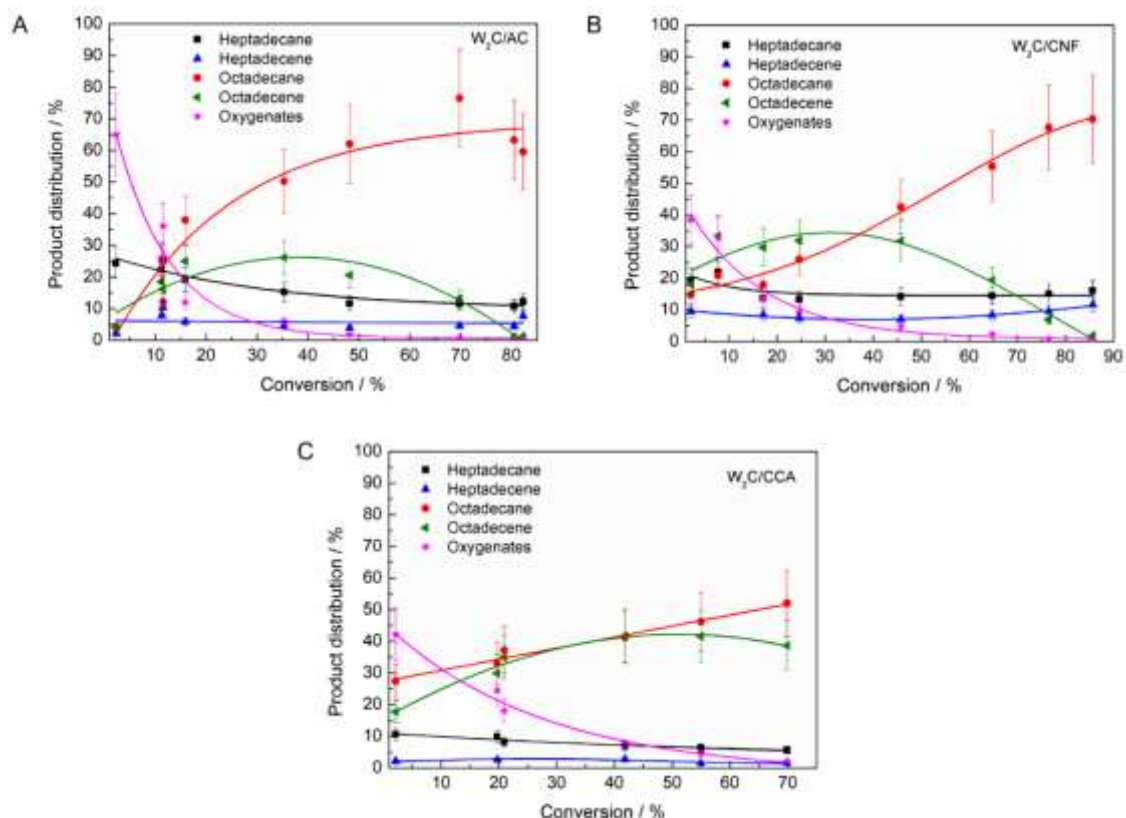 A
W₂C/AC
Heptadecane
Heptadecene
Octadecane
Octadecene
Oxygenates
Product distribution / %
100
90
80
70
60
50
40
30
20
10
0
10 20 30 40 50 60 70 80
Conversion / %
B
W₂C/CNF
Heptadecane
Heptadecene
Octadecane
Octadecene
Oxygenates
Product distribution / %
100
90
80
70
60
50
40
30
20
10
0
10 20 30 40 50 60 70 80 90
Conversion / %
C
W₂C/CCA
Heptadecane
Heptadecene
Octadecane
Octadecene
Oxygenates
Product distribution / %
100
90
80
70
60
50
40
30
20
10
0
10 20 30 40 50 60 70
Conversion / %